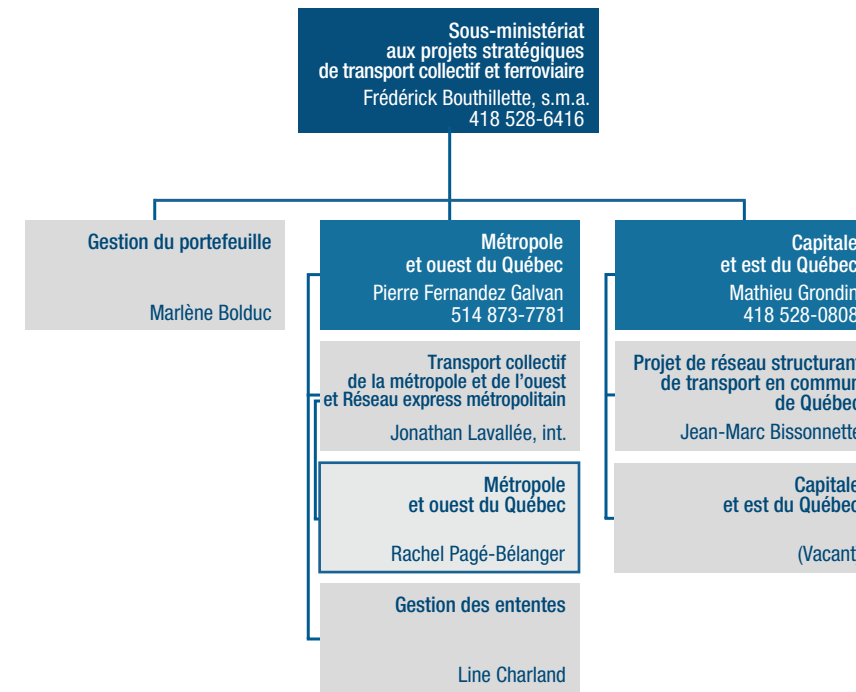 Sous-ministériat
aux projets stratégiques
de transport collectif et ferroviaire
Frédérick Bouthillette, s.m.a.
418 528-6416
Gestion du portefeuille
Marlène Bolduc
Métropole
et ouest du Québec
Pierre Fernandez Galvan
514 873-7781
Transport collectif
de la métropole et de l'ouest
et Réseau express métropolitain
Jonathan Lavallée, int.
Métropole
et ouest du Québec
Rachel Pagé-Bélanger
Gestion des ententes
Line Charland
Capitale
et est du Québec
Mathieu Grondin
418 528-0808
Projet de réseau structurant
de transport en commun
de Québec
Jean-Marc Bissonnette
Capitale
et est du Québec
(Vacant